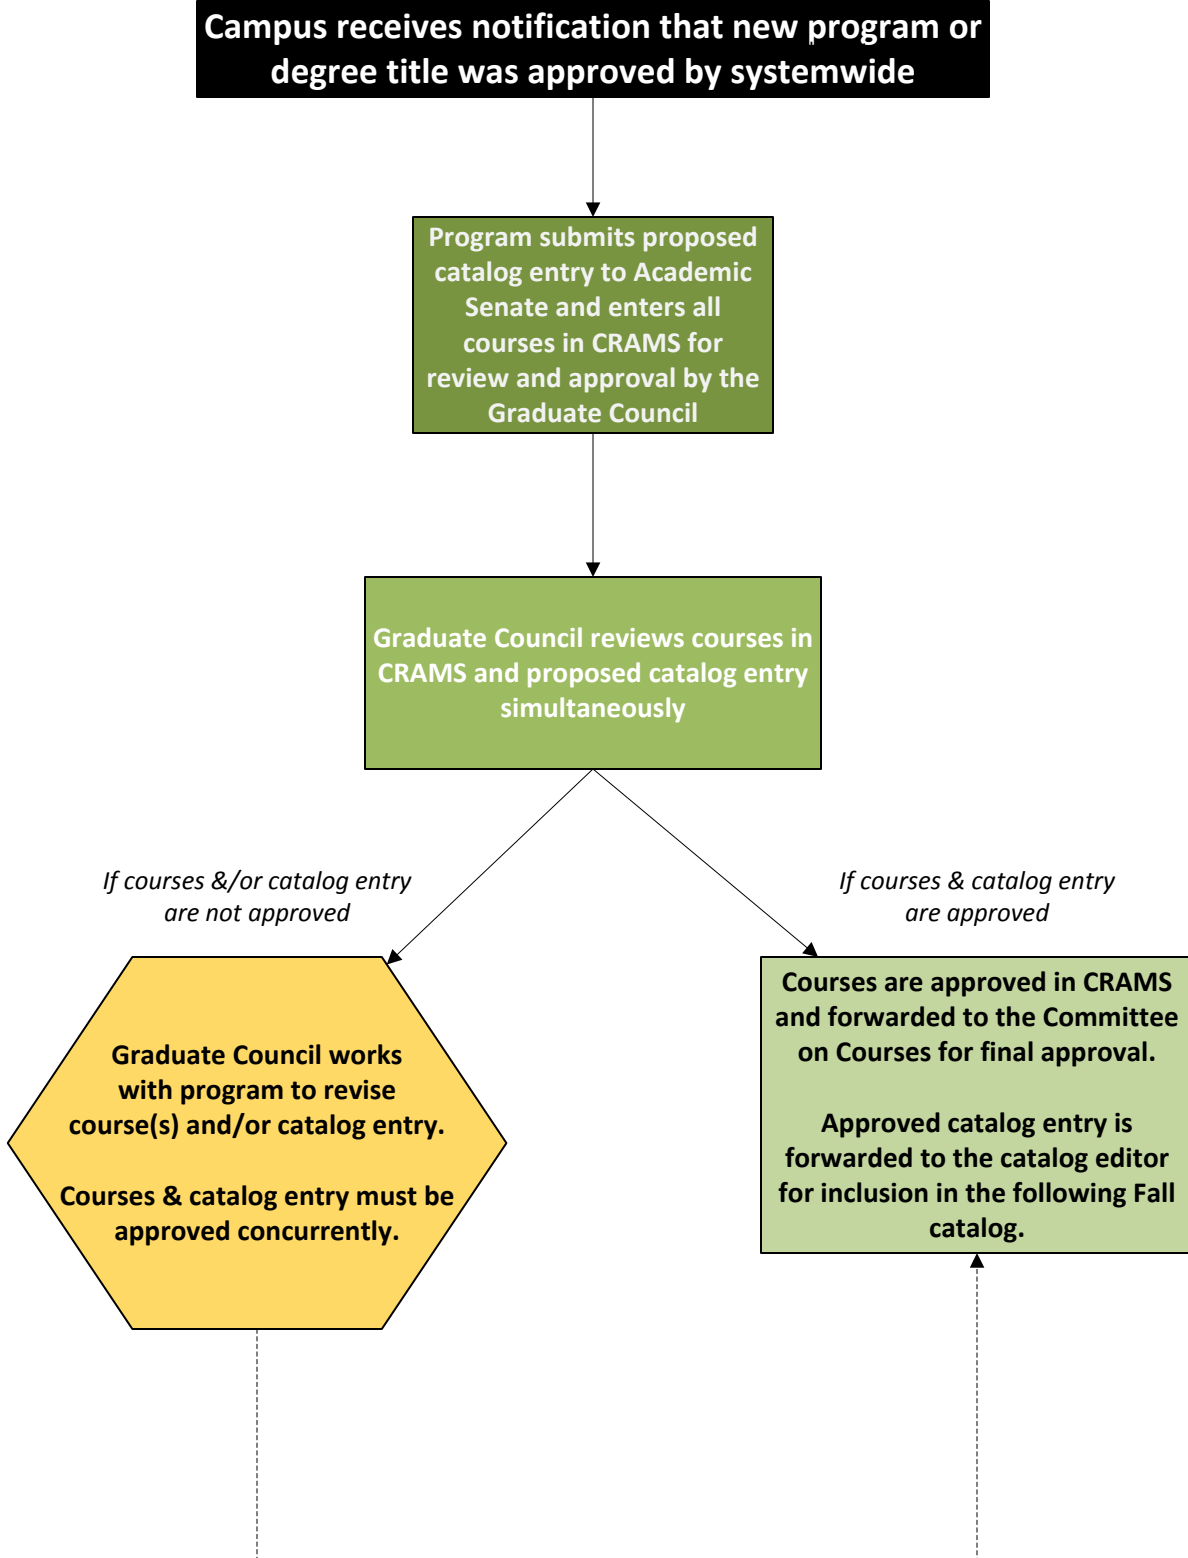 Campus receives notification that new program or
degree title was approved by systemwide
Program submits proposed
catalog entry to Academic
Senate and enters all
courses in CRAMS for
review and approval by the
Graduate Council
Graduate Council reviews courses in
CRAMS and proposed catalog entry
simultaneously
If courses &/or catalog entry
are not approved
If courses & catalog entry
are approved
Graduate Council works
with program to revise
course(s) and/or catalog entry.
Courses & catalog entry must be
approved concurrently.
Courses are approved in CRAMS
and forwarded to the Committee
on Courses for final approval.
Approved catalog entry is
forwarded to the catalog editor
for inclusion in the following Fall
catalog.